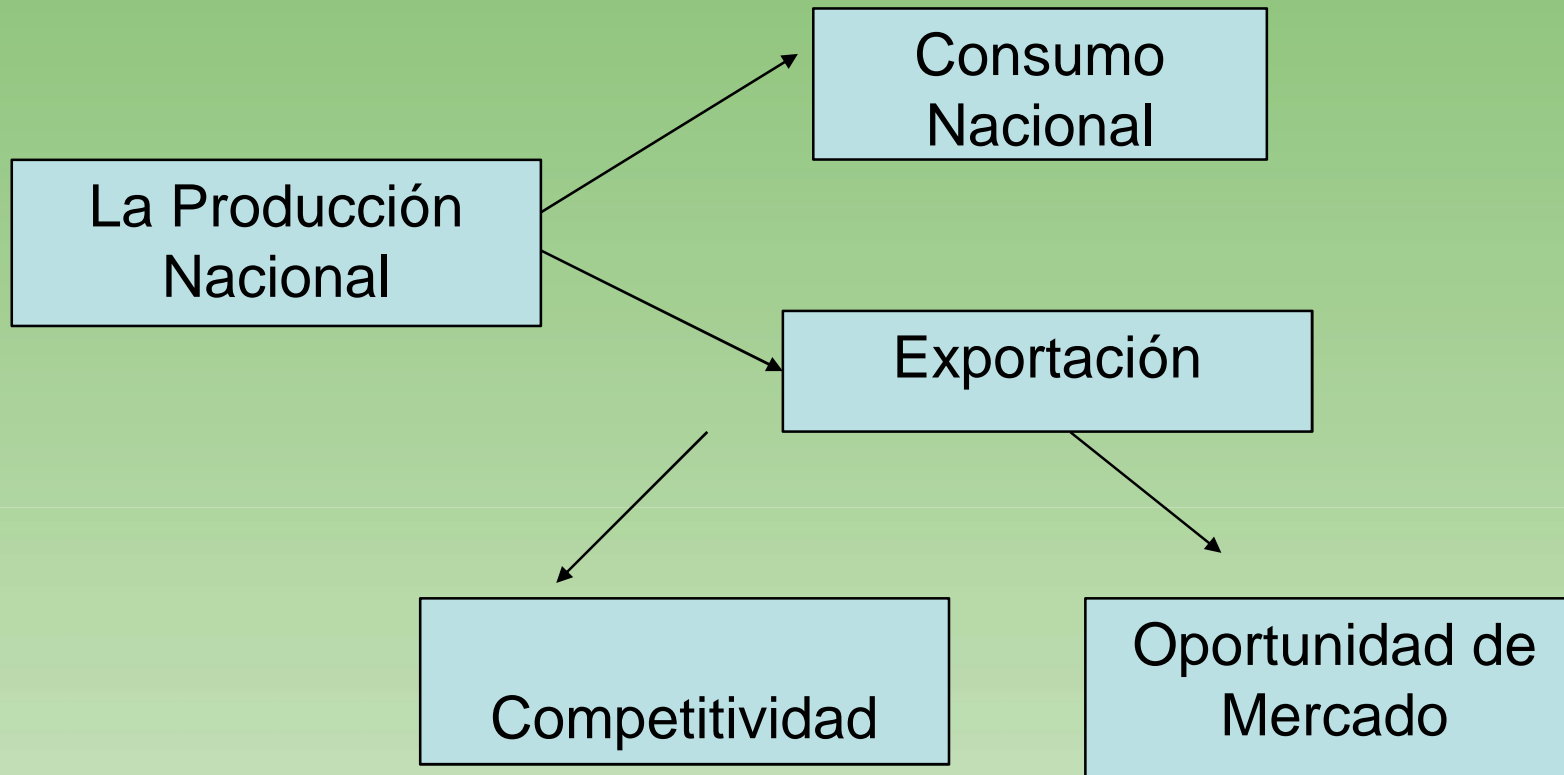 Consumo
Nacional
La Producción
Nacional
Exportación
Competitividad
Oportunidad de
Mercado